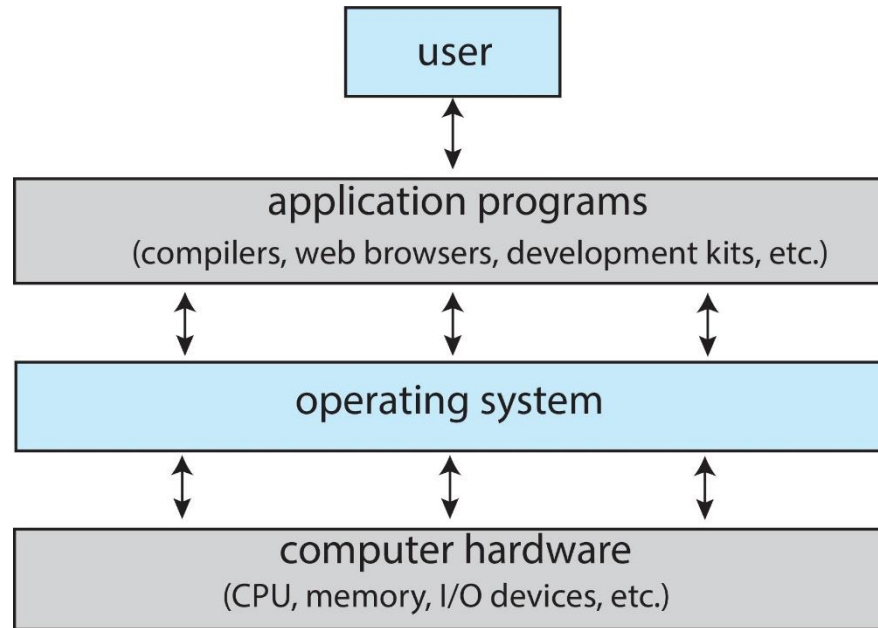 user
application programs
(compilers, web browsers, development kits, etc.)
operating system
computer hardware
(CPU, memory, I/O devices, etc.)